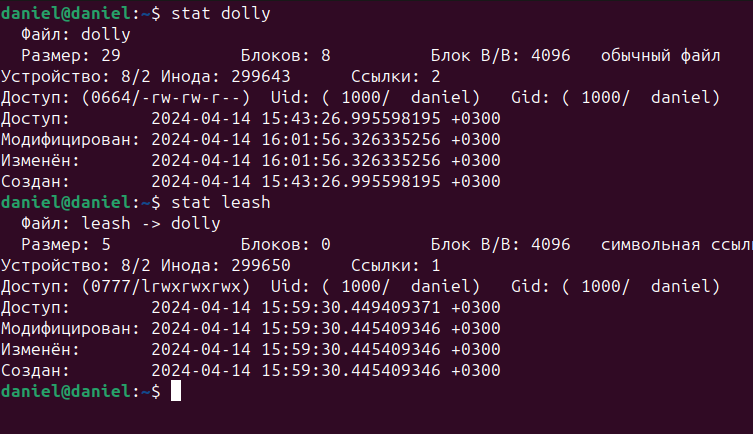 daniel@daniel:~$ stat dolly
Файл: dolly
Размер: 29 Блоков: 8 Блок В/В: 4096 обычный файл
Устройство: 8/2 Инода: 299643 Ссылки: 2
Доступ: (0664/-rw-rw-r--) Uid: ( 1000/ daniel) Gid: ( 1000/ daniel)
Доступ: 2024-04-14 15:43:26.995598195 +0300
Модифицирован: 2024-04-14 16:01:56.326335256 +0300
Изменён: 2024-04-14 16:01:56.326335256 +0300
Создан: 2024-04-14 15:43:26.995598195 +0300
daniel@daniel:~$ stat leash
Файл: leash -> dolly
Размер: 5 Блоков: 0 Блок В/В: 4096 символьная
Устройство: 8/2 Инода: 299650 Ссылки: 1
Доступ: (0777/lrwxrwxrwx) Uid: ( 1000/ daniel) Gid: ( 1000/ daniel)
Доступ: 2024-04-14 15:59:30.449409371 +0300
Модифицирован: 2024-04-14 15:59:30.445409346 +0300
Изменён: 2024-04-14 15:59:30.445409346 +0300
Создан: 2024-04-14 15:59:30.445409346 +0300
daniel@daniel:~$